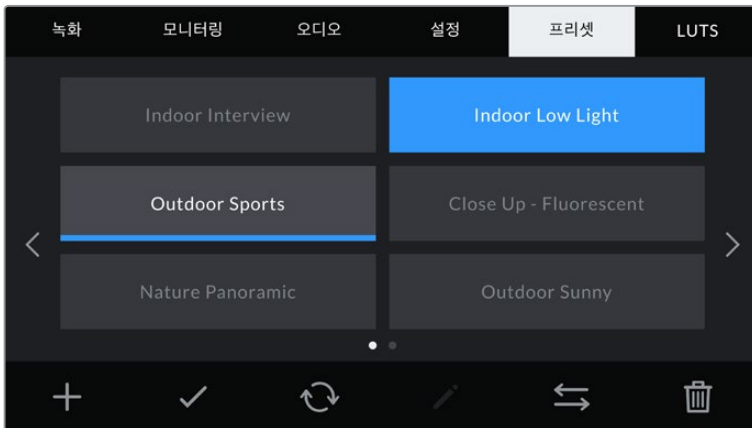 녹화 모니터링 오디오 설정 프리셋 LUTS
Indoor Interview Indoor Low Light
Outdoor Sports Close Up - Fluorescent
Nature Panoramic Outdoor Sunny